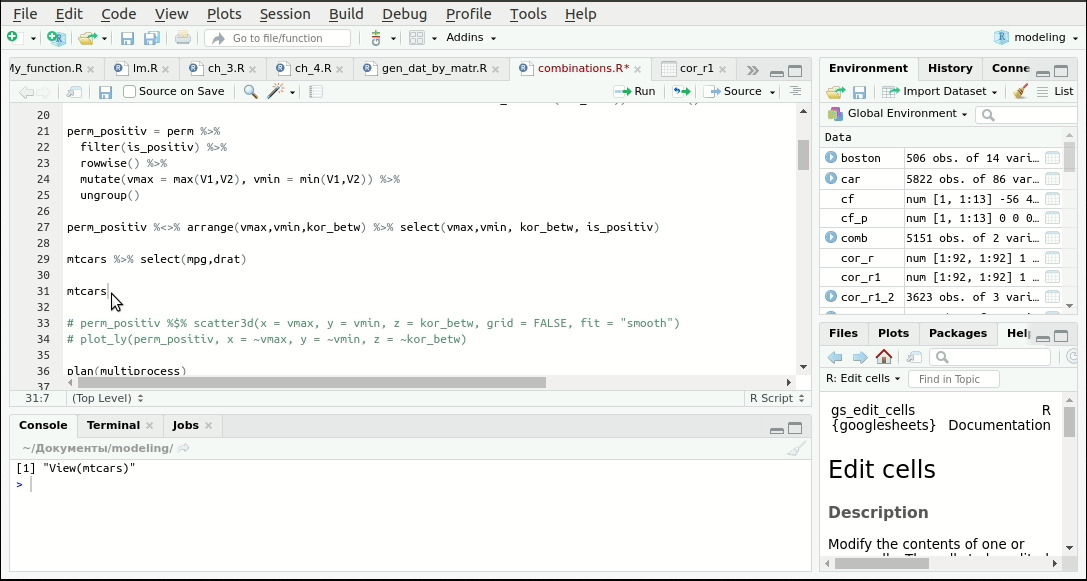 File Edit Code View Plots Session Build Debug Profile Tools Help
Go to file/function Addins modeling
My_function.R lm.R ch_3.R ch_4.R gen_dat_by_matr.R combinations.R* cor_r1
Source on Save Run Source
20
21 perm_positiv = perm %>%
22 filter(is_positiv) %>%
23 rowwise() %>%
24 mutate(vmax = max(V1,V2), vmin = min(V1,V2)) %>%
25 ungroup()
26
27 perm_positiv %<>% arrange(vmax,vmin,kor_betw) %>% select(vmax,vmin, kor_betw, is_positiv)
28
29 mtcars %>% select(mpg,drat)
30
31 mtcars
32
33 # perm_positiv %$% scatter3d(x = vmax, y = vmin, z = kor_betw, grid = FALSE, fit = "smooth")
34 # plot_ly(perm_positiv, x = ~vmax, y = ~vmin, z = ~kor_betw)
35
36 plan(multiprocess)
37
31:7 (Top Level) R Script
Console Terminal Jobs
~/Документы/modeling/
[1] "View(mtcars)"
>
Environment History Conne
Import Dataset List
Global Environment
Data
boston 506 obs. of 14 vari…
car 5822 obs. of 86 var…
cf num [1, 1:13] -56 4…
cf_p num [1, 1:13] 0 0 0…
comb 5151 obs. of 2 vari…
cor_r num [1:92, 1:92] 1 …
cor_r1 num [1:92, 1:92] 1 …
cor_r1_2 3623 obs. of 3 vari…
Files Plots Packages Help
R: Edit cells Find in Topic
gs_edit_cells R
{googlesheets} Documentation
Edit cells
Description
Modify the contents of one or